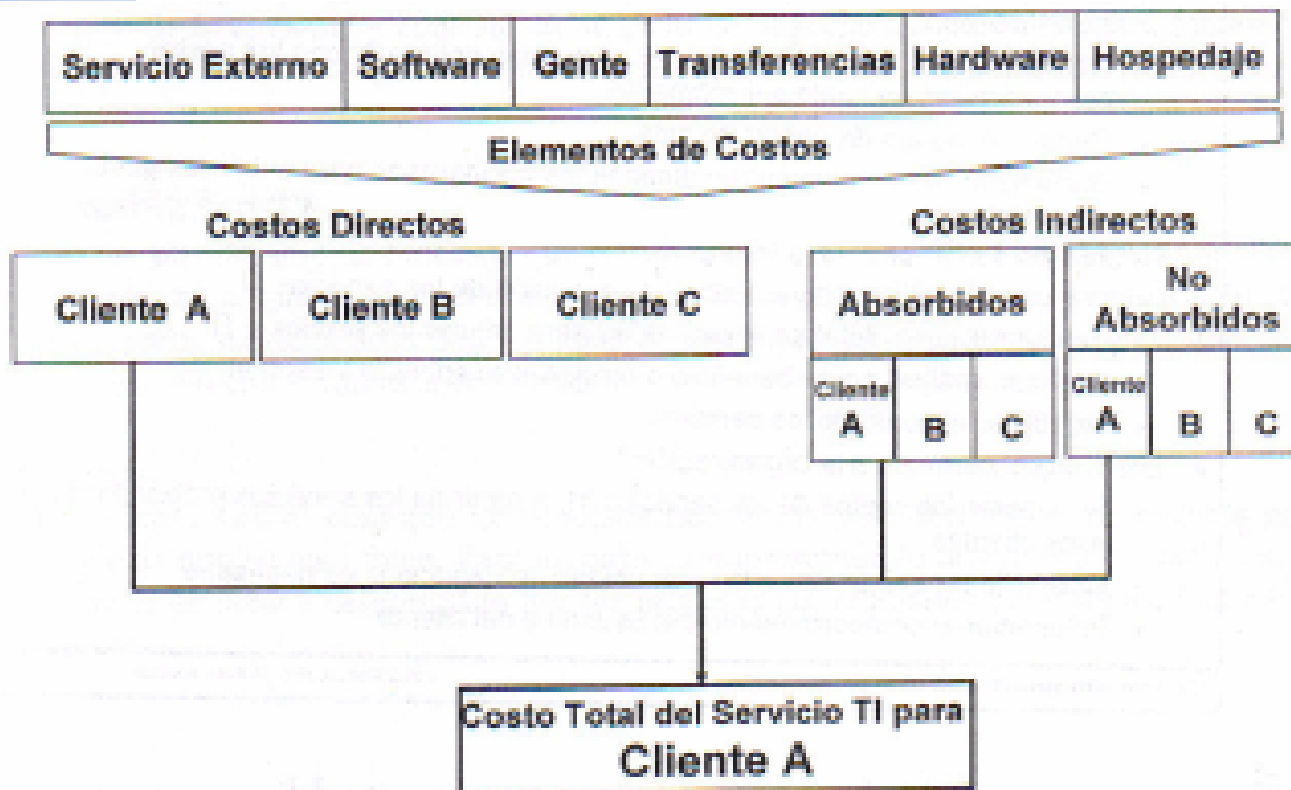 Servicio Externo Software Gente Transferencias Hardware Hospedaje
Elementos de Costos
Costos Directos
Costos Indirectos
Cliente A
Cliente B
Cliente C
Absorbidos
No
Absorbidos
Cliente
A B C
Cliente
A B C
Costo Total del Servicio TI para
Cliente A